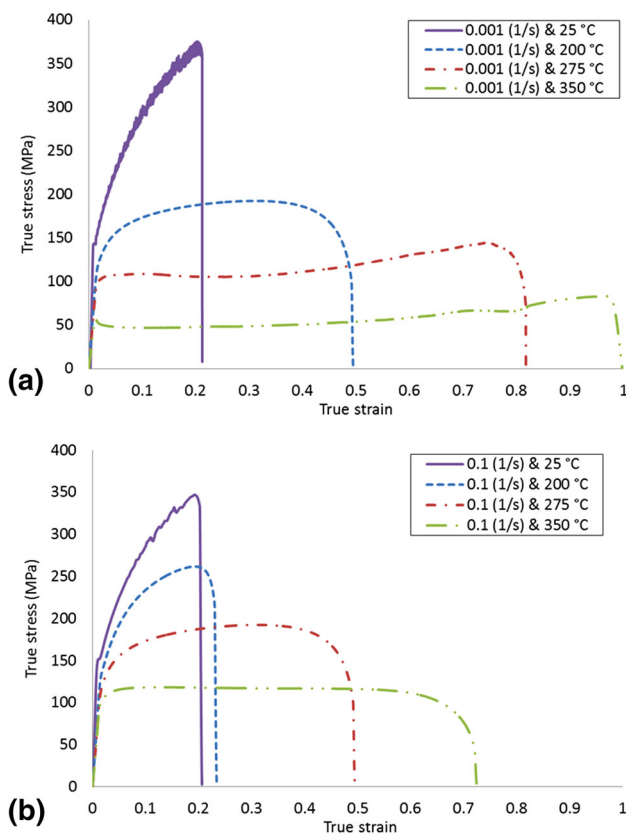 400
350
300
250
200
150
100
50
0
True stress (MPa)
0.001 (1/s) & 25 °C
0.001 (1/s) & 200 °C
0.001 (1/s) & 275 °C
0.001 (1/s) & 350 °C
0 0.1 0.2 0.3 0.4 0.5 0.6 0.7 0.8 0.9 1
True strain
(a)
400
350
300
250
200
150
100
50
0
True stress (MPa)
0.1 (1/s) & 25 °C
0.1 (1/s) & 200 °C
0.1 (1/s) & 275 °C
0.1 (1/s) & 350 °C
0 0.1 0.2 0.3 0.4 0.5 0.6 0.7 0.8 0.9 1
True strain
(b)